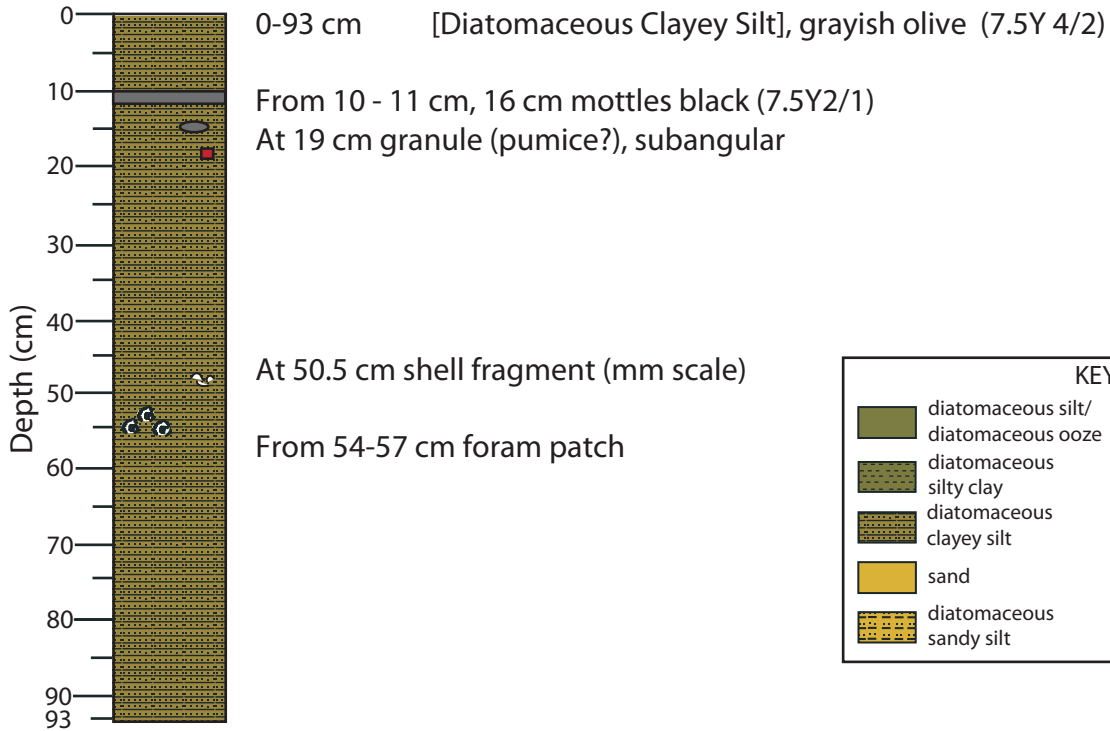 0-93 cm [Diatomaceous Clayey Silt], grayish olive (7.5Y 4/2)
From 10 - 11 cm, 16 cm mottles black (7.5Y2/1)
At 19 cm granule (pumice?), subangular
At 50.5 cm shell fragment (mm scale)
From 54-57 cm foram patch
Depth (cm)
0
10
20
30
40
50
60
70
80
90
93
KEY
diatomaceous silt/
diatomaceous ooze
diatomaceous
silty clay
diatomaceous
clayey silt
sand
diatomaceous
sandy silt